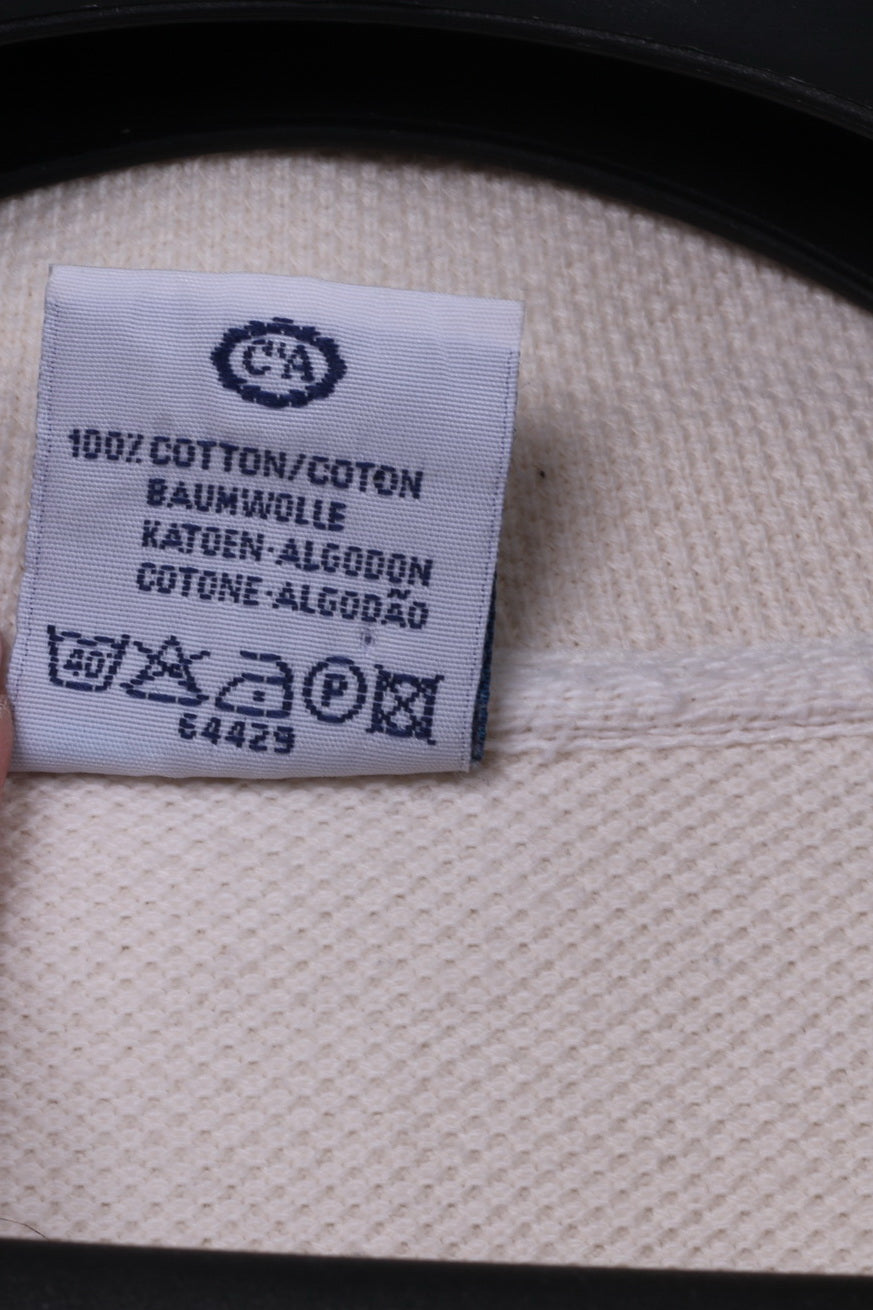 C&A
100% COTTON/COTON
BAUMWOLLE
KATOEN-ALGODON
COTONE-ALGODÃO
40 P
64429